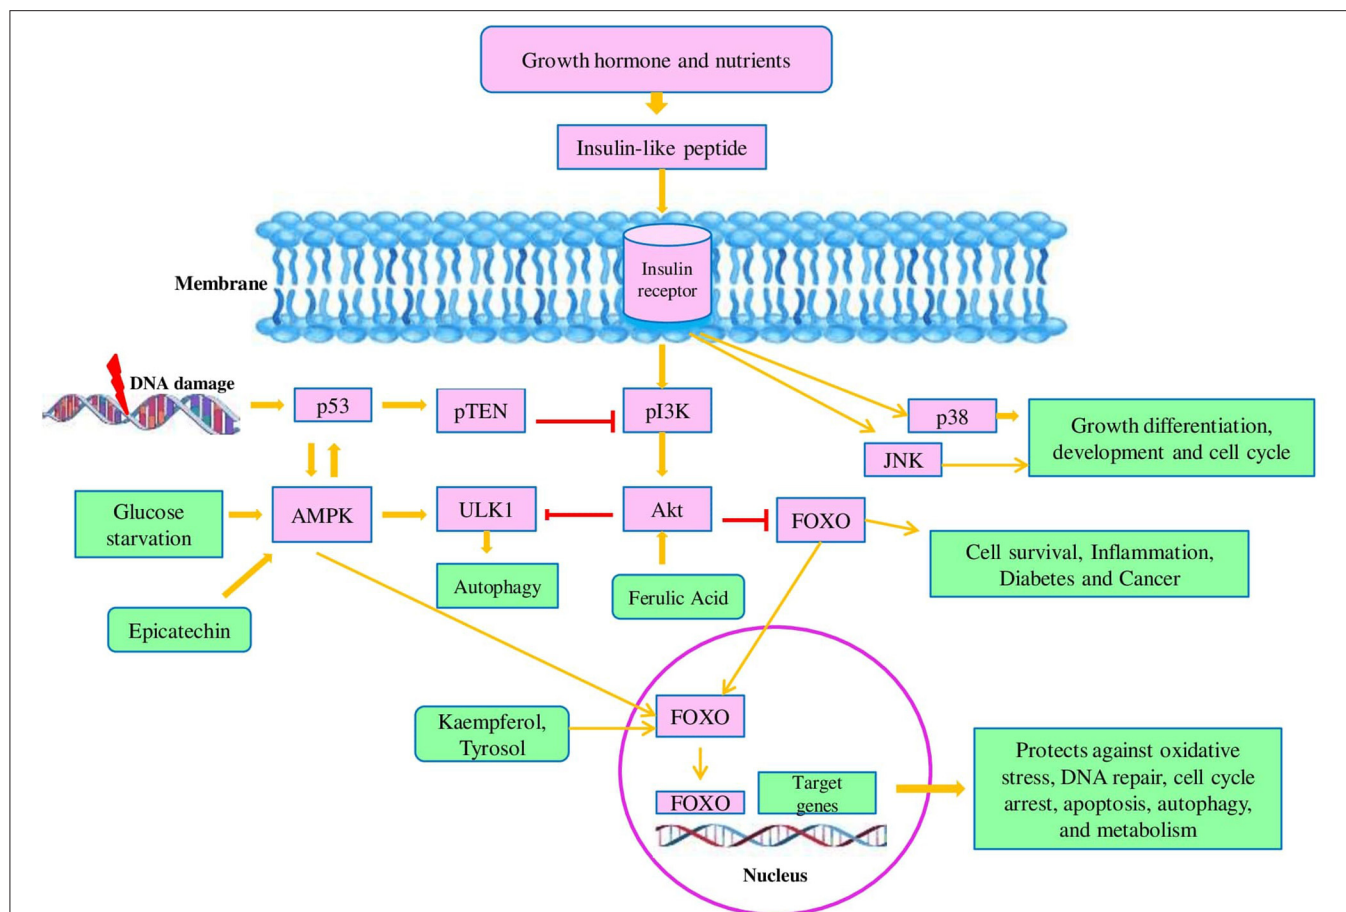 Growth hormone and nutrients
Insulin-like peptide
Insulin
receptor
Membrane
DNA damage
p53
pTEN
pI3K
p38
JNK
Growth differentiation,
development and cell cycle
Glucose
starvation
AMPK
ULK1
Akt
FOXO
Cell survival, Inflammation,
Diabetes and Cancer
Autophagy
Ferulic Acid
Epicatechin
Kaempferol,
Tyrosol
FOXO
FOXO
Target
genes
Protects against oxidative
stress, DNA repair, cell cycle
arrest, apoptosis, autophagy,
and metabolism
Nucleus